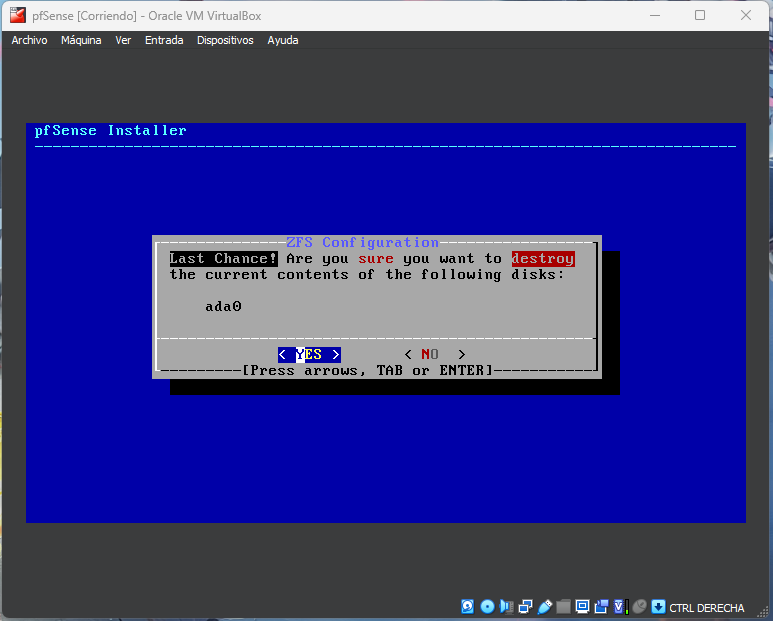 pfSense [Corriendo] - Oracle VM VirtualBox
Archivo Máquina Ver Entrada Dispositivos Ayuda
pfSense Installer
ZFS Configuration
Last Chance! Are you sure you want to destroy
the current contents of the following disks:
ada0
< YES > < NO >
[Press arrows, TAB or ENTER]
CTRL DERECHA